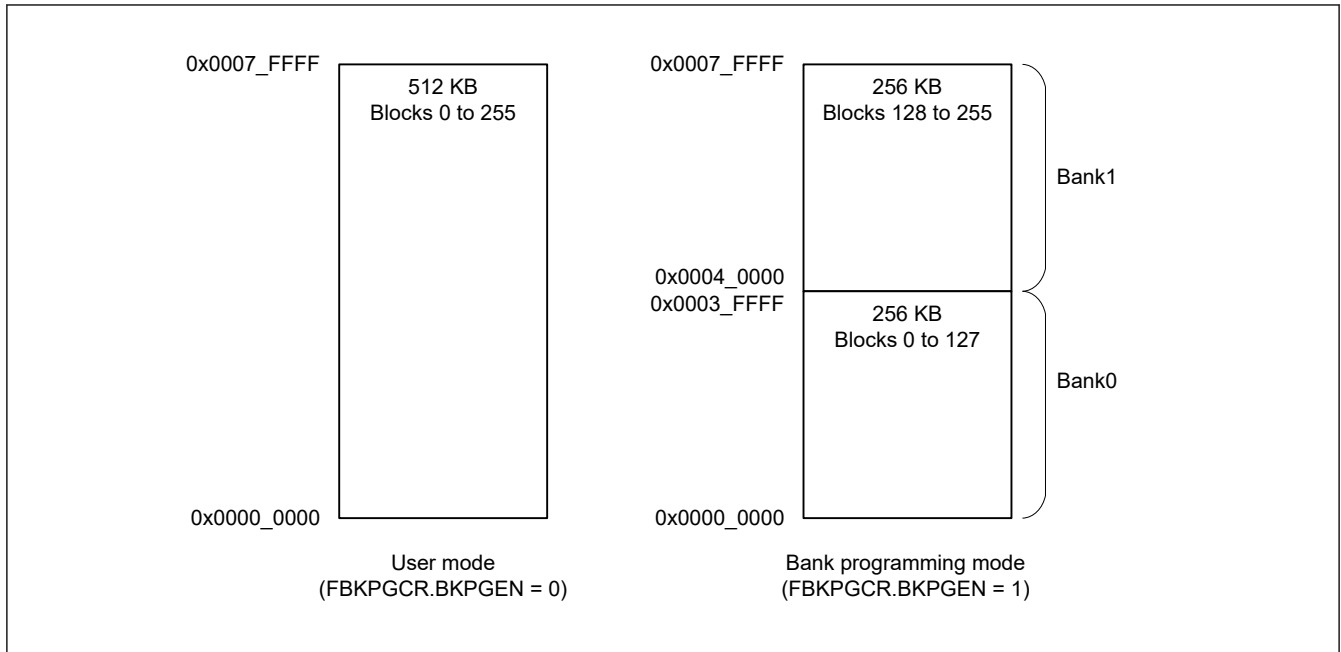 0x0007_FFFF
512 KB
Blocks 0 to 255
0x0000_0000
User mode
(FBKPGCR.BKPGEN = 0)
0x0007_FFFF
256 KB
Blocks 128 to 255
Bank1
0x0004_0000
0x0003_FFFF
256 KB
Blocks 0 to 127
Bank0
0x0000_0000
Bank programming mode
(FBKPGCR.BKPGEN = 1)